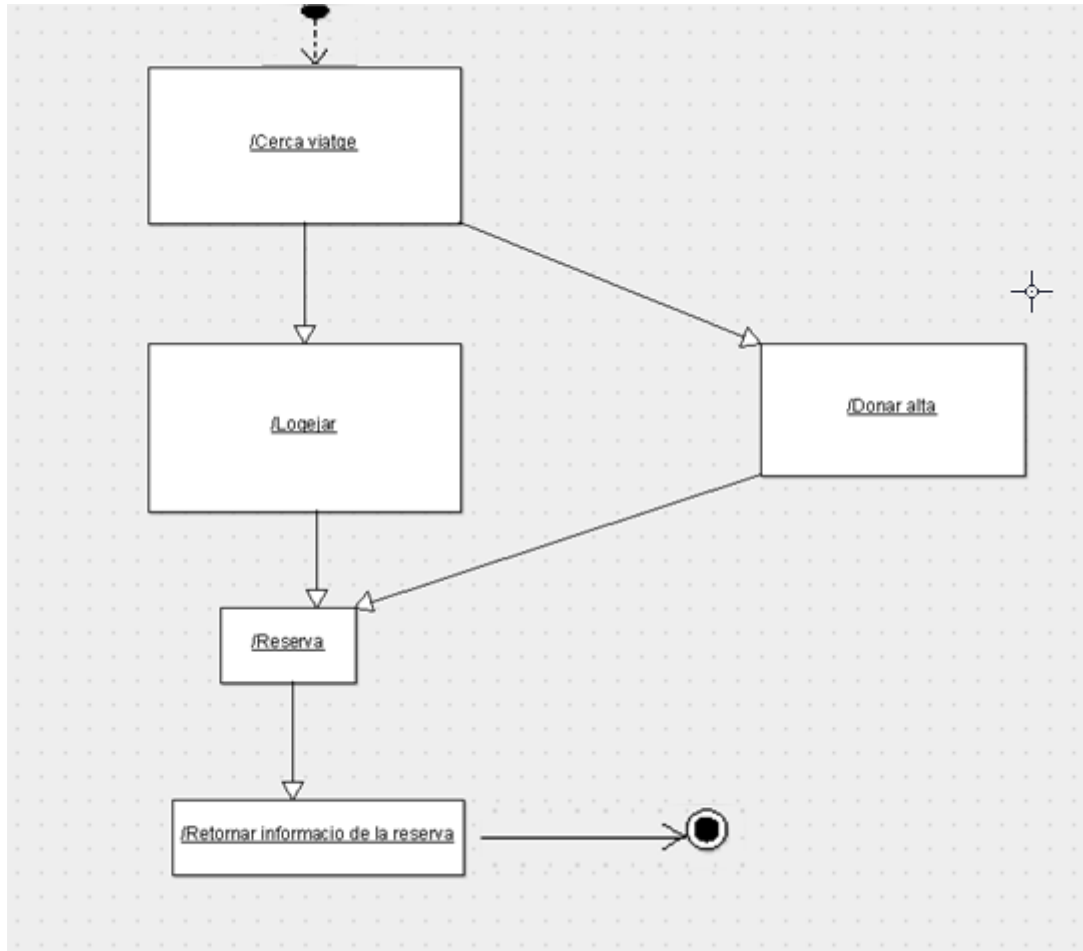 /Cerca viatge
/Logejar
/Donar alta
/Reserva
/Retornar informacio de la reserva